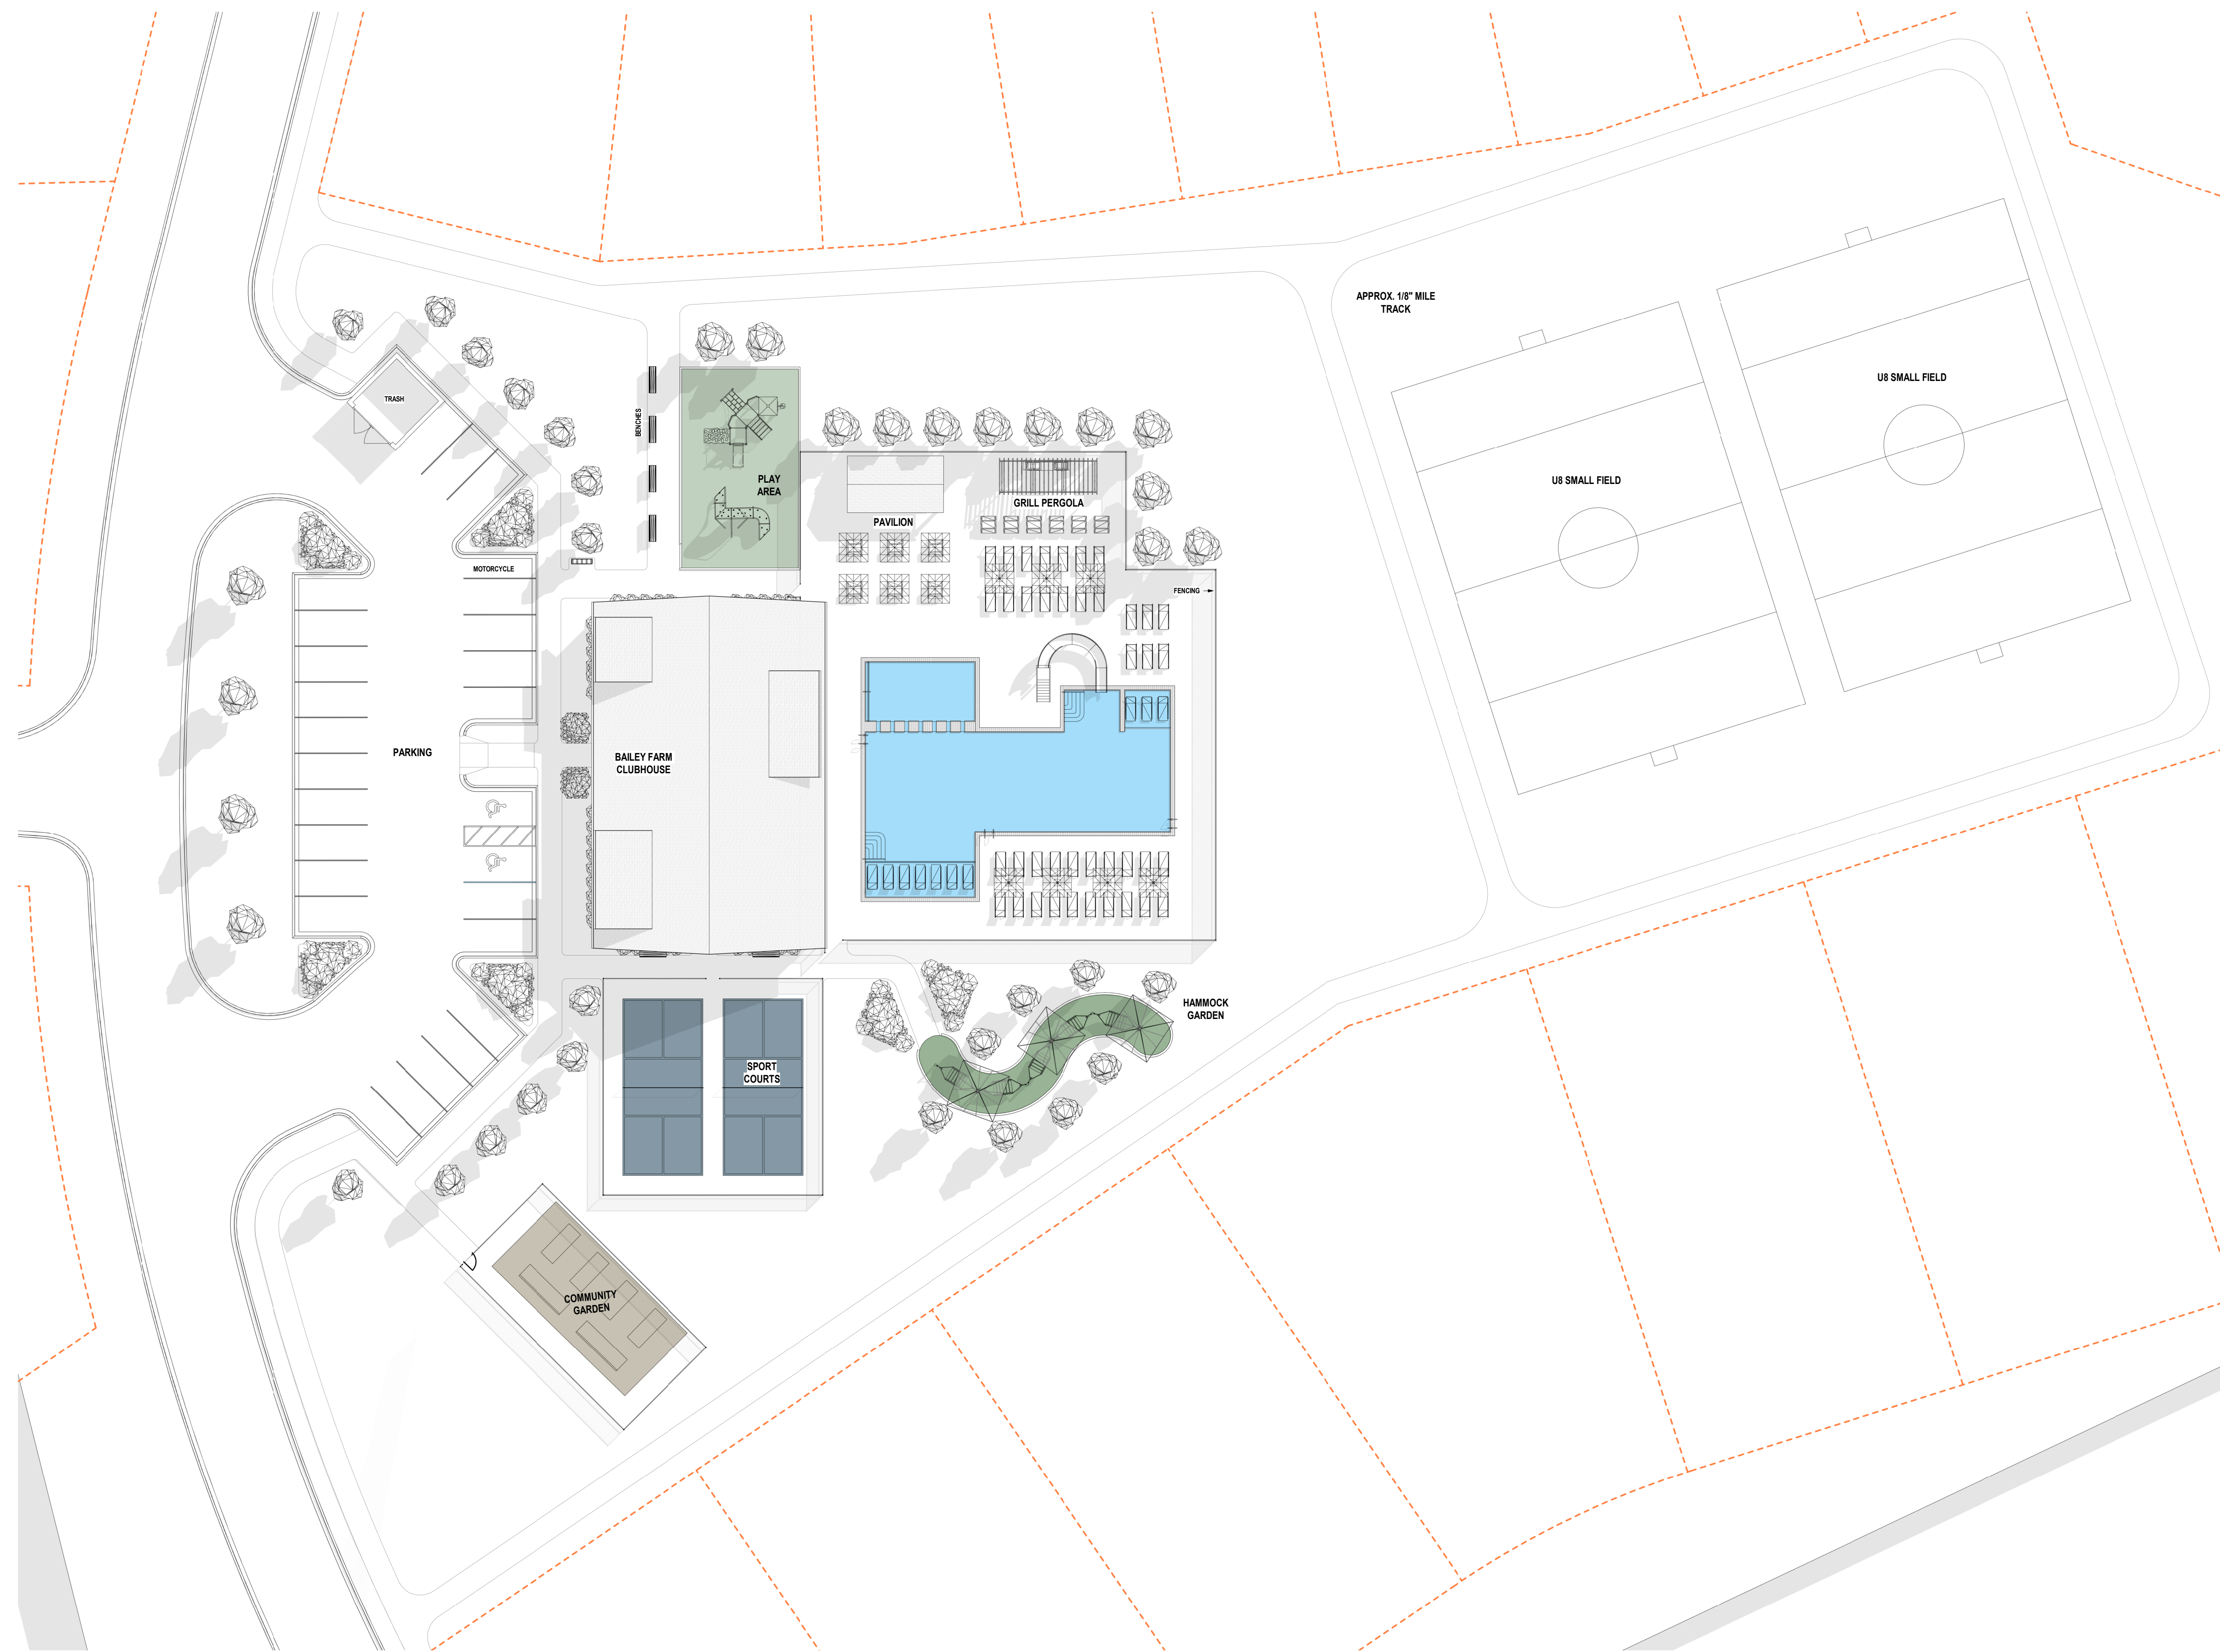 APPROX. 1/8" MILE
TRACK
U8 SMALL FIELD
U8 SMALL FIELD
TRASH
BENCHES
PLAY
AREA
PAVILION
GRILL PERGOLA
MOTORCYCLE
FENCING
PARKING
BAILEY FARM
CLUBHOUSE
HAMMOCK
GARDEN
SPORT
COURTS
COMMUNITY
GARDEN